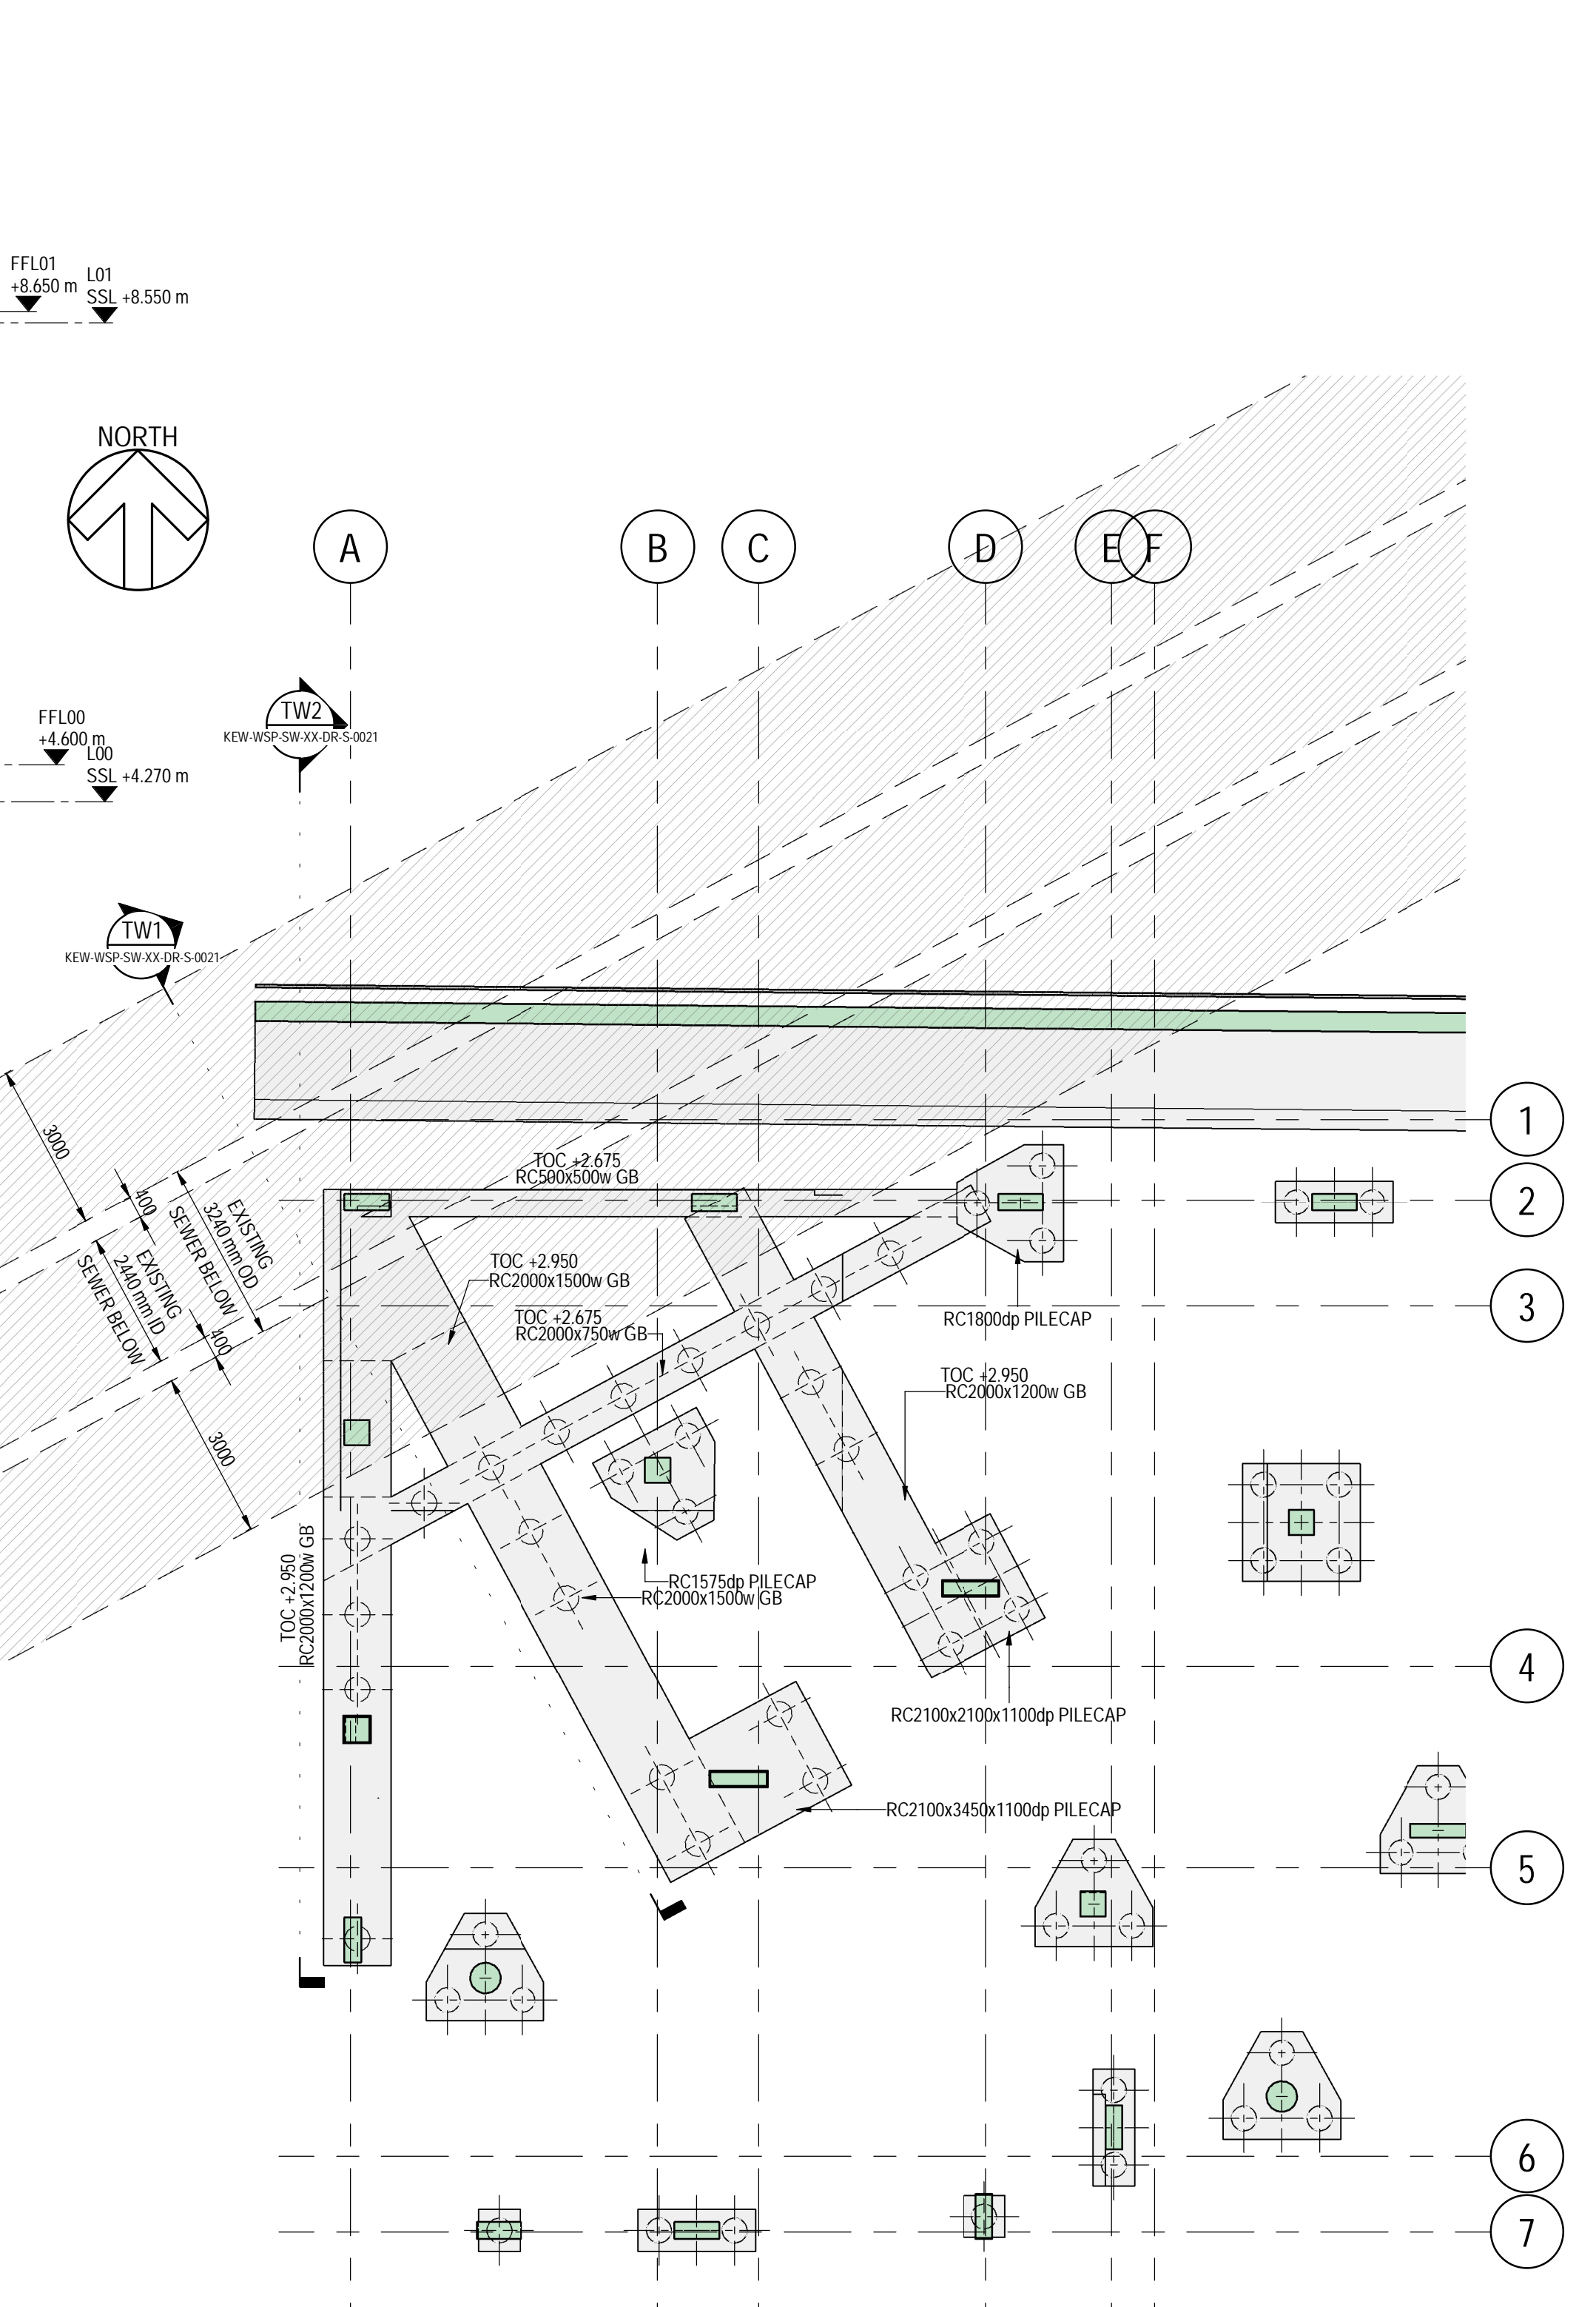 FFL01
+8.650 m
L01
SSL +8.550 m
NORTH
A
B
C
D
E
F
TW2
KEW-WSP-SW-XX-DR-S-0021
FFL00
+4.600 m
L00
SSL +4.270 m
TW1
KEW-WSP-SW-XX-DR-S-0021
1
3000
400
EXISTING
3240 mm OD
SEWER BELOW
EXISTING
2440 mm ID
SEWER BELOW
400
3000
TOC +2.675
RC500x500w GB
2
TOC +2.950
RC2000x1500w GB
3
TOC +2.675
RC2000x750w GB
RC1800dp PILECAP
TOC +2.950
RC2000x1200w GB
TOC +2.950
RC2000x1200w GB
RC1575dp PILECAP
RC2000x1500w GB
4
RC2100x2100x1100dp PILECAP
RC2100x3450x1100dp PILECAP
5
6
7